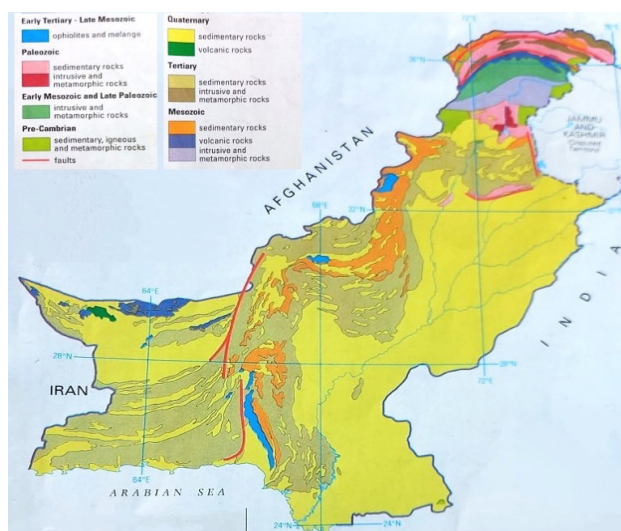 Early Tertiary - Late Mesozoic
ophiolites and melange
Paleozoic
sedimentary rocks
intrusive and
metamorphic rocks
Early Mesozoic and Late Paleozoic
intrusive and
metamorphic rocks
Pre-Cambrian
sedimentary, igneous
and metamorphic rocks
faults
Quaternary
sedimentary rocks
volcanic rocks
Tertiary
sedimentary rocks
intrusive and
metamorphic rocks
Mesozoic
sedimentary rocks
volcanic rocks
intrusive and
metamorphic rocks
72°E
36°N
JAMMU
AND
KASHMIR
AFGHANISTAN
68°E
32°N
64°E
28°N
28°N
72°E
INDIA
IRAN
64°E
ARABIAN SEA
24°N
24°N